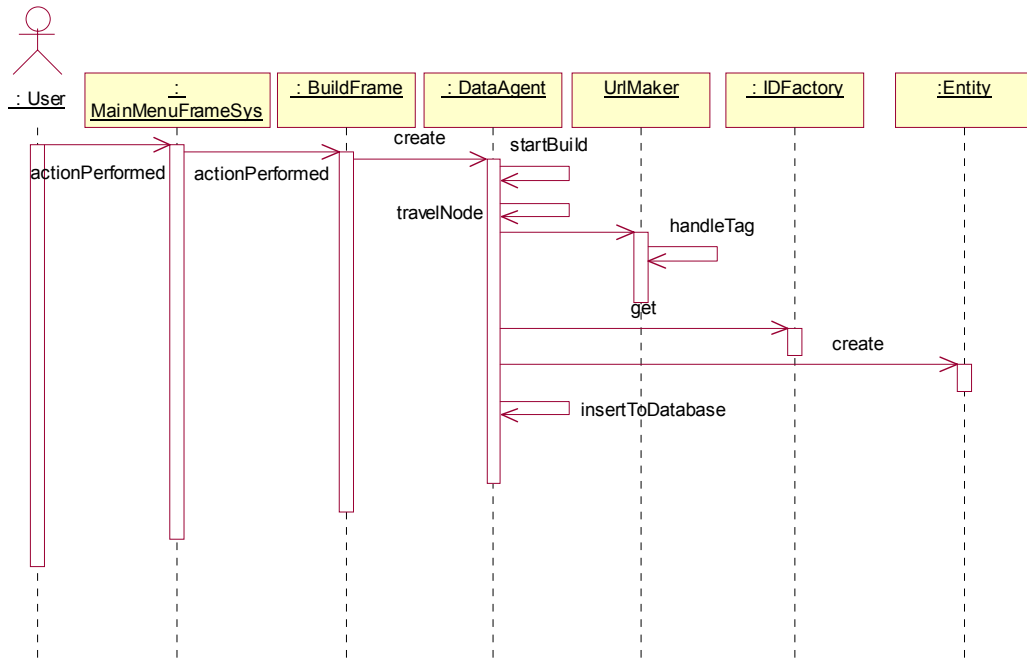 : User
:
MainMenuFrameSys
: BuildFrame
: DataAgent
UrlMaker
: IDFactory
:Entity
actionPerformed
actionPerformed
create
startBuild
travelNode
handleTag
get
create
insertToDatabase